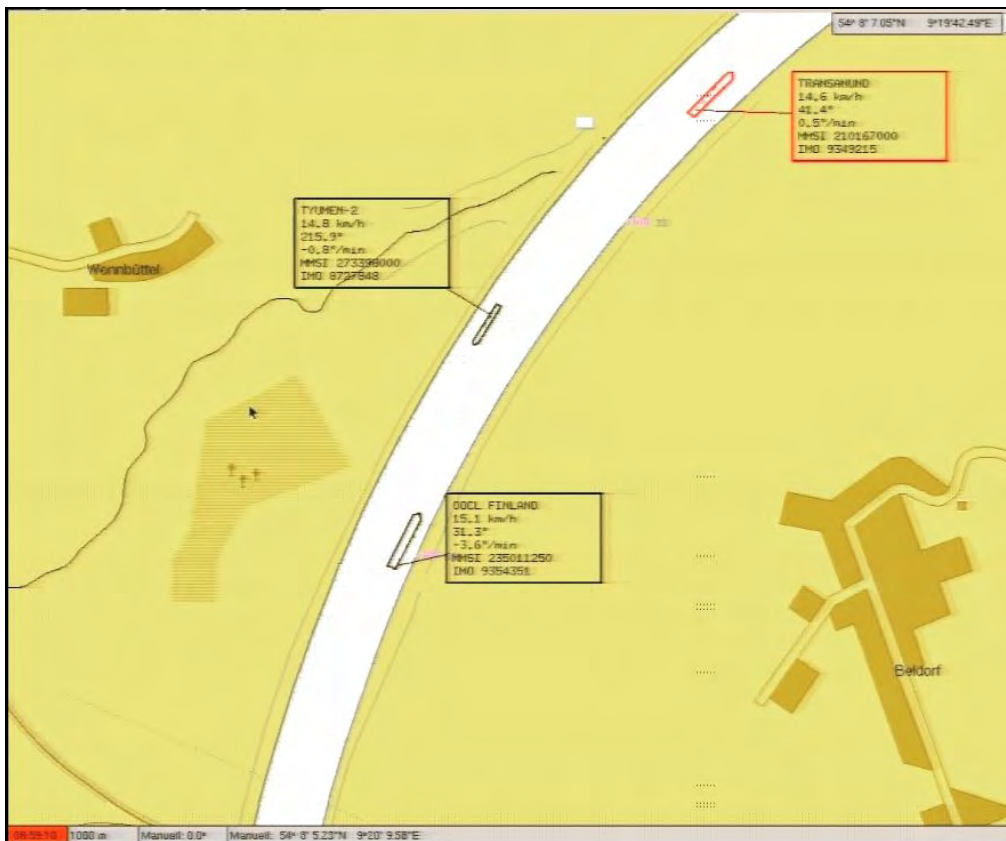 54° 8' 7.05"N 9°19'42.49"E
TRANSANUND
14.6 km/h
41.4°
0.5°/min
MMSI 210167000
IMO 9349215
TYUMEN-2
14.8 km/h
215.9°
-0.8°/min
MMSI 273398000
IMO 8727848
Wennbüttel
OOCL FINLAND
15.1 km/h
31.3°
-3.6°/min
MMSI 235011250
IMO 9354351
Beldorf
06:59:10 1000 m Manuell: 0.0° Manuell: 54° 8' 5.23"N 9°20' 9.58"E